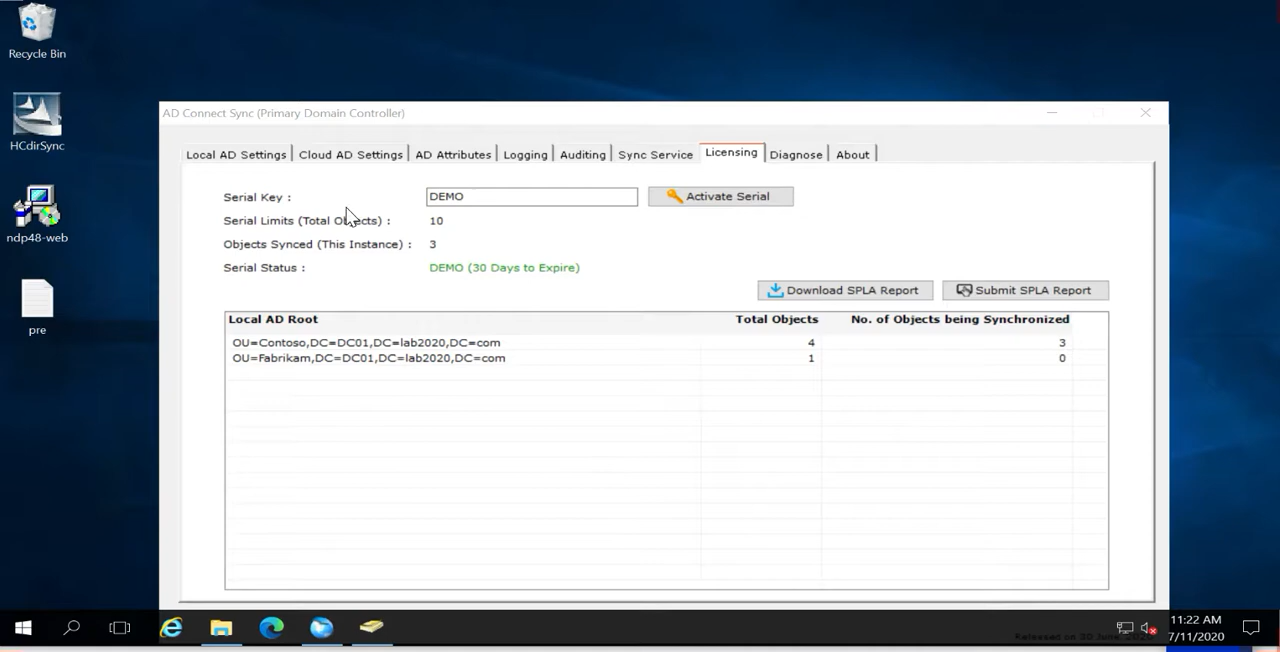 Recycle Bin
HCdirSync
ndp48-web
pre
AD Connect Sync (Primary Domain Controller)
Local AD Settings Cloud AD Settings AD Attributes Logging Auditing Sync Service Licensing Diagnose About
Serial Key : DEMO Activate Serial
Serial Limits (Total Objects) : 10
Objects Synced (This Instance) : 3
Serial Status : DEMO (30 Days to Expire)
Download SPLA Report Submit SPLA Report
Local AD Root Total Objects No. of Objects being Synchronized
OU=Contoso,DC=DC01,DC=lab2020,DC=com 4 3
OU=Fabrikam,DC=DC01,DC=lab2020,DC=com 1 0
11:22 AM
7/11/2020
Released on 30 June,